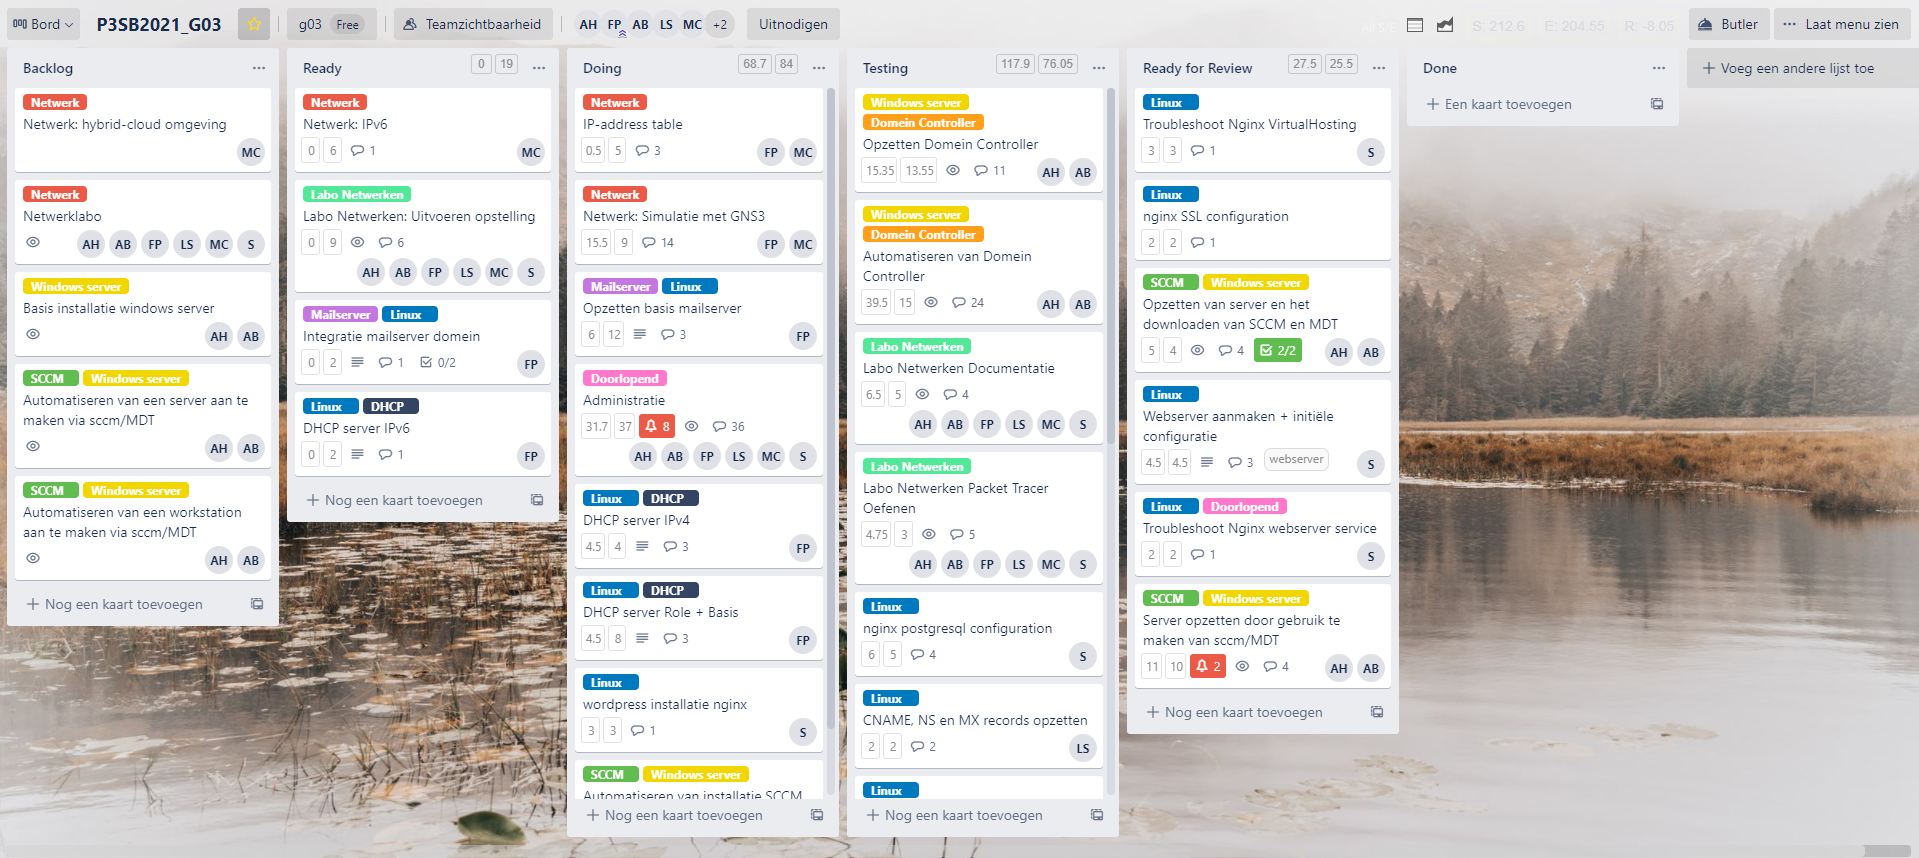 Bord P3SB2021_G03 g03 Free Teamzichtbaarheid AH FP AB LS MC +2 Uitnodigen S: 212.6 E: 204.55 R: -8.05 Butler Laat menu zien
Backlog
Netwerk
Netwerk: hybrid-cloud omgeving
MC
Netwerk
Netwerklabo
AH AB FP LS MC S
Windows server
Basis installatie windows server
AH AB
SCCM Windows server
Automatiseren van een server aan te
maken via sccm/MDT
AH AB
SCCM Windows server
Automatiseren van een workstation
aan te maken via sccm/MDT
AH AB
+ Nog een kaart toevoegen
Ready 0 19
Netwerk
Netwerk: IPv6
0 6 1 MC
Labo Netwerken
Labo Netwerken: Uitvoeren opstelling
0 9 6
AH AB FP LS MC S
Mailserver Linux
Integratie mailserver domein
0 2 1 0/2 FP
Linux DHCP
DHCP server IPv6
0 2 1 FP
+ Nog een kaart toevoegen
Doing 68.7 84
Netwerk
IP-address table
0.5 5 3 FP MC
Netwerk
Netwerk: Simulatie met GNS3
15.5 9 14 FP MC
Mailserver Linux
Opzetten basis mailserver
6 12 3 FP
Doorlopend
Administratie
31.7 37 8 36
AH AB FP LS MC S
Linux DHCP
DHCP server IPv4
4.5 4 3 FP
Linux DHCP
DHCP server Role + Basis
4.5 8 3 FP
Linux
wordpress installatie nginx
3 3 1 S
SCCM Windows server
Automatiseren van installatie SCCM
+ Nog een kaart toevoegen
Testing 117.9 76.05
Windows server
Domein Controller
Opzetten Domein Controller
15.35 13.55 11 AH AB
Windows server
Domein Controller
Automatiseren van Domein
Controller
39.5 15 24 AH AB
Labo Netwerken
Labo Netwerken Documentatie
6.5 5 4
AH AB FP LS MC S
Labo Netwerken
Labo Netwerken Packet Tracer
Oefenen
4.75 3 5
AH AB FP LS MC S
Linux
nginx postgresql configuration
6 5 4 S
Linux
CNAME, NS en MX records opzetten
2 2 2 LS
Linux
+ Nog een kaart toevoegen
Ready for Review 27.5 25.5
Linux
Troubleshoot Nginx VirtualHosting
3 3 1 S
Linux
nginx SSL configuration
2 2 1
SCCM Windows server
Opzetten van server en het
downloaden van SCCM en MDT
5 4 4 2/2 AH AB
Linux
Webserver aanmaken + initiële
configuratie
4.5 4.5 3 webserver S
Linux Doorlopend
Troubleshoot Nginx webserver service
2 2 1 S
SCCM Windows server
Server opzetten door gebruik te
maken van sccm/MDT
11 10 2 4 AH AB
+ Nog een kaart toevoegen
Done
+ Een kaart toevoegen
+ Voeg een andere lijst toe